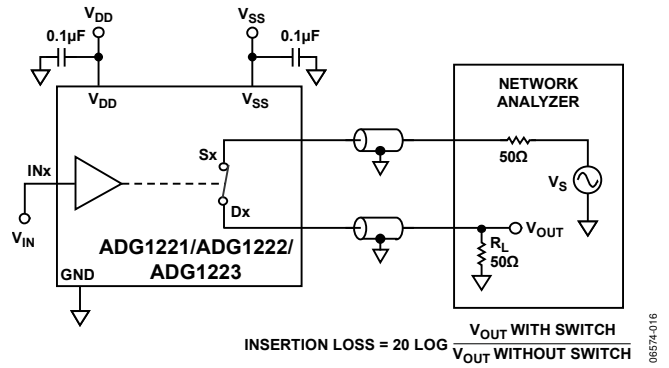 VDD
VSS
0.1µF
0.1µF
VDD
VSS
NETWORK
ANALYZER
Sx
50Ω
INx
VS
Dx
VOUT
VIN
RL
50Ω
ADG1221/ADG1222/
ADG1223
GND
INSERTION LOSS = 20 LOG VOUT WITH SWITCH
VOUT WITHOUT SWITCH
06574-016